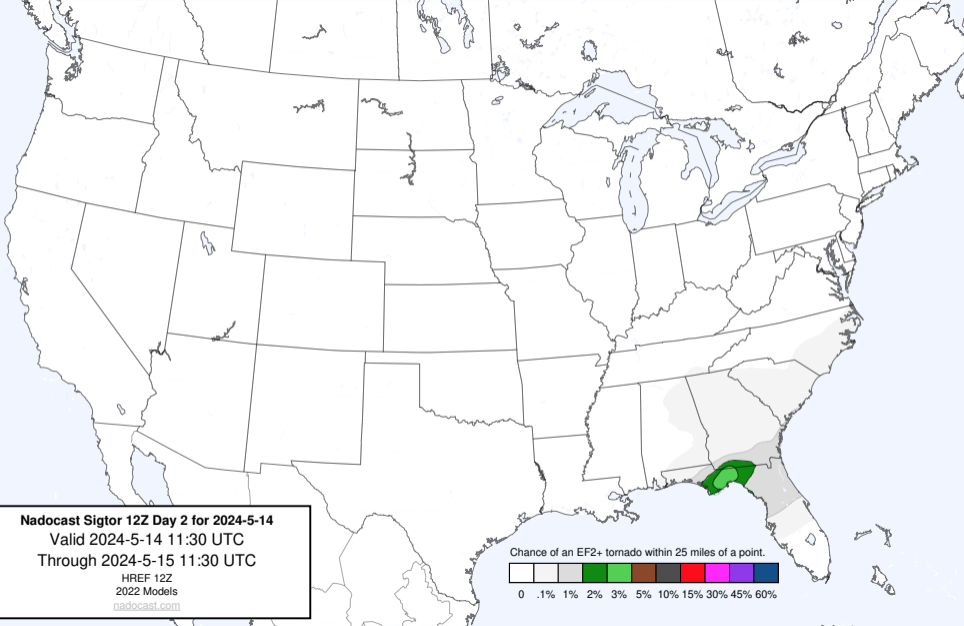 Nadocast Sigtor 12Z Day 2 for 2024-5-14
Valid 2024-5-14 11:30 UTC
Through 2024-5-15 11:30 UTC
HREF 12Z
2022 Models
nadocast.com
Chance of an EF2+ tornado within 25 miles of a point.
0 .1% 1% 2% 3% 5% 10% 15% 30% 45% 60%